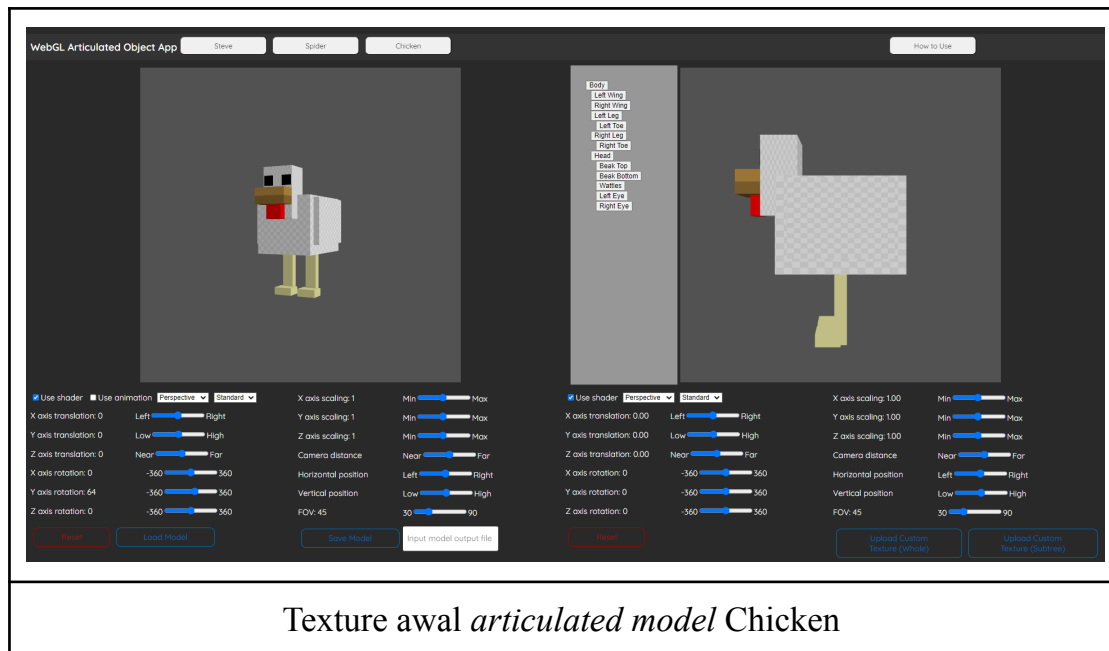 WebGL Articulated Object App Steve Spider Chicken How to Use
Body
Left Wing
Right Wing
Left Leg
Left Toe
Right Leg
Right Toe
Head
Beak Top
Beak Bottom
Wattles
Left Eye
Right Eye
Use shader Use animation Perspective Standard
X axis translation: 0 Left Right
Y axis translation: 0 Low High
Z axis translation: 0 Near Far
X axis rotation: 0 -360 360
Y axis rotation: 64 -360 360
Z axis rotation: 0 -360 360
X axis scaling: 1 Min Max
Y axis scaling: 1 Min Max
Z axis scaling: 1 Min Max
Camera distance Near Far
Horizontal position Left Right
Vertical position Low High
FOV: 45 30 90
Reset Load Model Save Model Input model output file
Use shader Perspective Standard
X axis translation: 0.00 Left Right
Y axis translation: 0.00 Low High
Z axis translation: 0.00 Near Far
X axis rotation: 0 -360 360
Y axis rotation: 0 -360 360
Z axis rotation: 0 -360 360
X axis scaling: 1.00 Min Max
Y axis scaling: 1.00 Min Max
Z axis scaling: 1.00 Min Max
Camera distance Near Far
Horizontal position Left Right
Vertical position Low High
FOV: 45 30 90
Reset
Upload Custom
Texture (Whole)
Upload Custom
Texture (Subtree)
Texture awal articulated model Chicken